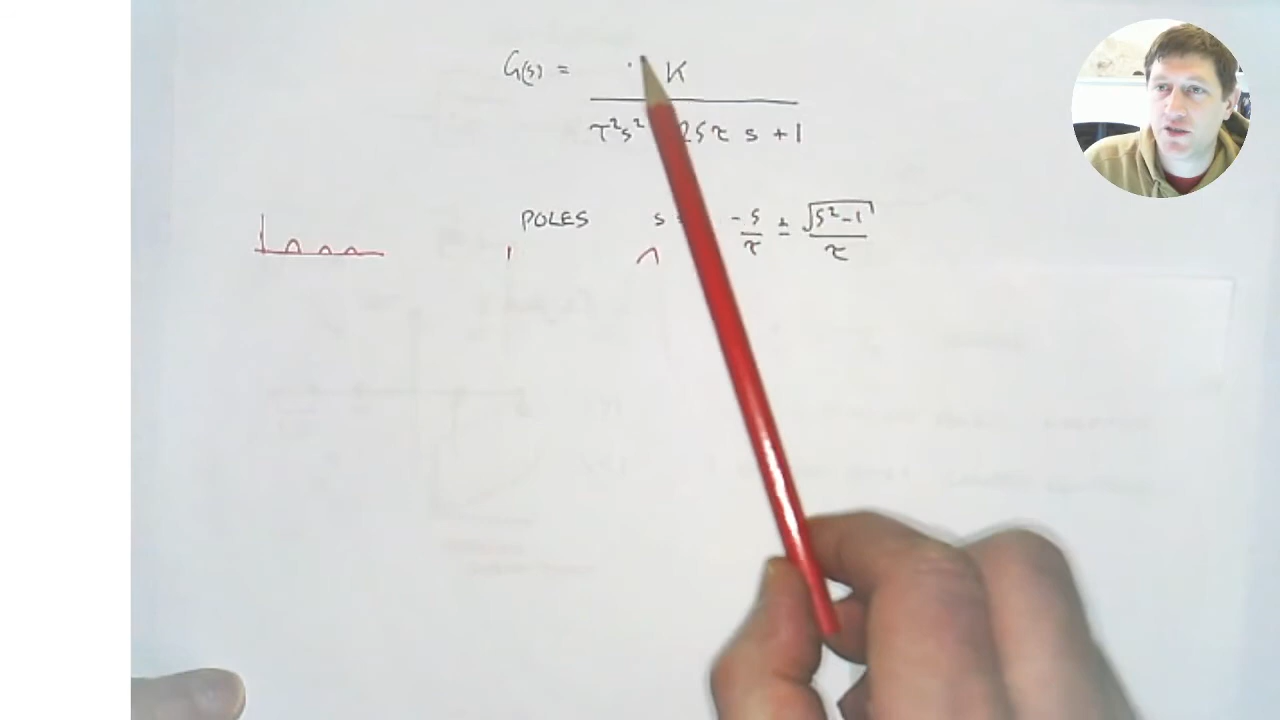 G(s) = K
τ²s² 2ζτ s + 1
POLES s -ζ/τ ± √ζ²-1/τ